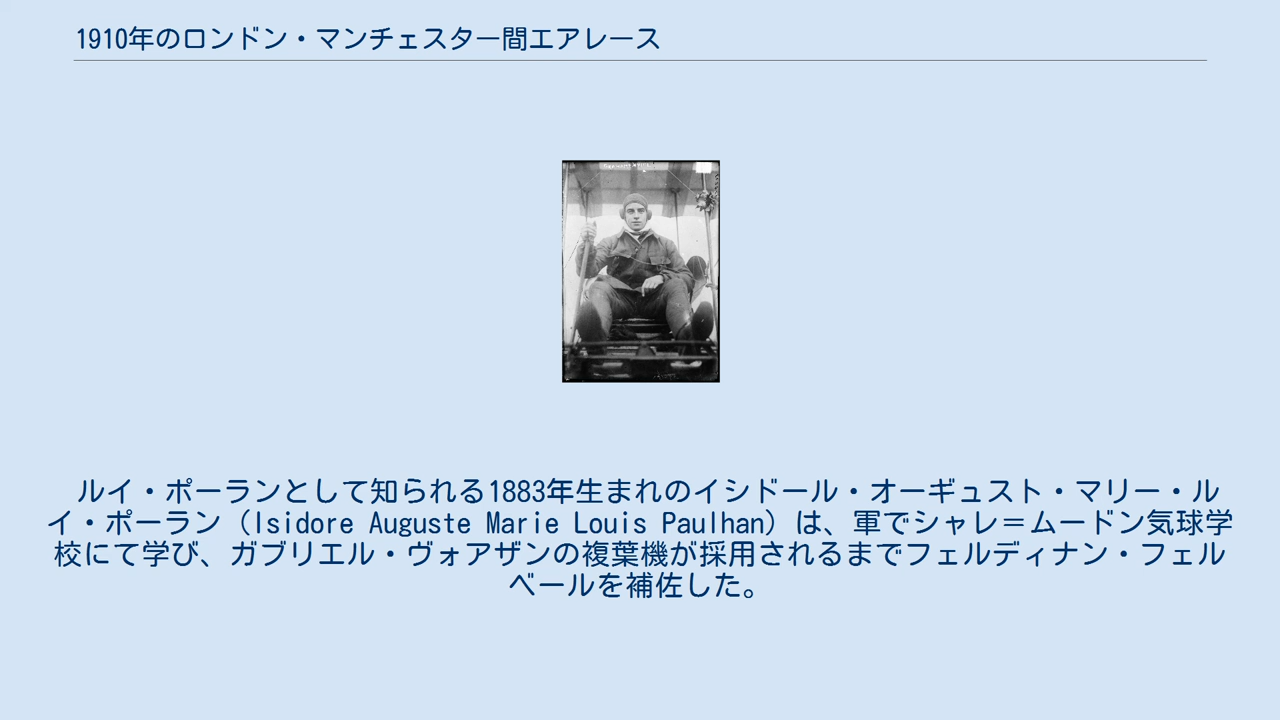 1910年のロンドン・マンチェスター間エアレース
ルイ・ポーランとして知られる1883年生まれのイシドール・オーギュスト・マリー・ル
イ・ポーラン（Isidore Auguste Marie Louis Paulhan）は、軍でシャレ＝ムードン気球学
校にて学び、ガブリエル・ヴォアザンの複葉機が採用されるまでフェルディナン・フェル
ベールを補佐した。